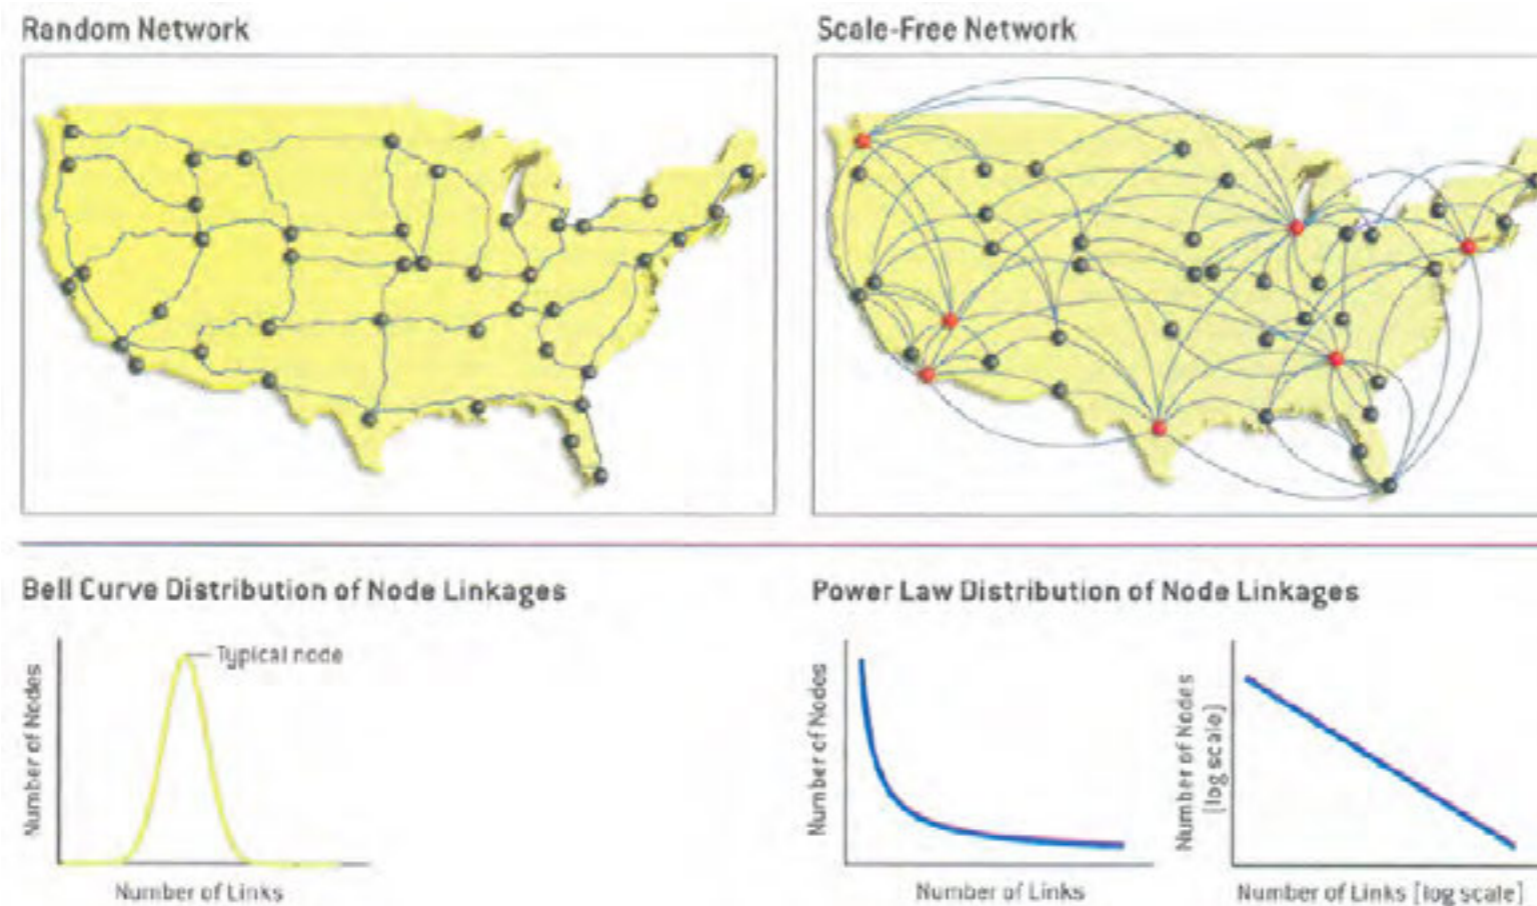 Random Network
Scale-Free Network
Bell Curve Distribution of Node Linkages
Typical node
Number of Nodes
Number of Links
Power Law Distribution of Node Linkages
Number of Nodes
Number of Links
Number of Nodes
[log scale]
Number of Links [log scale]